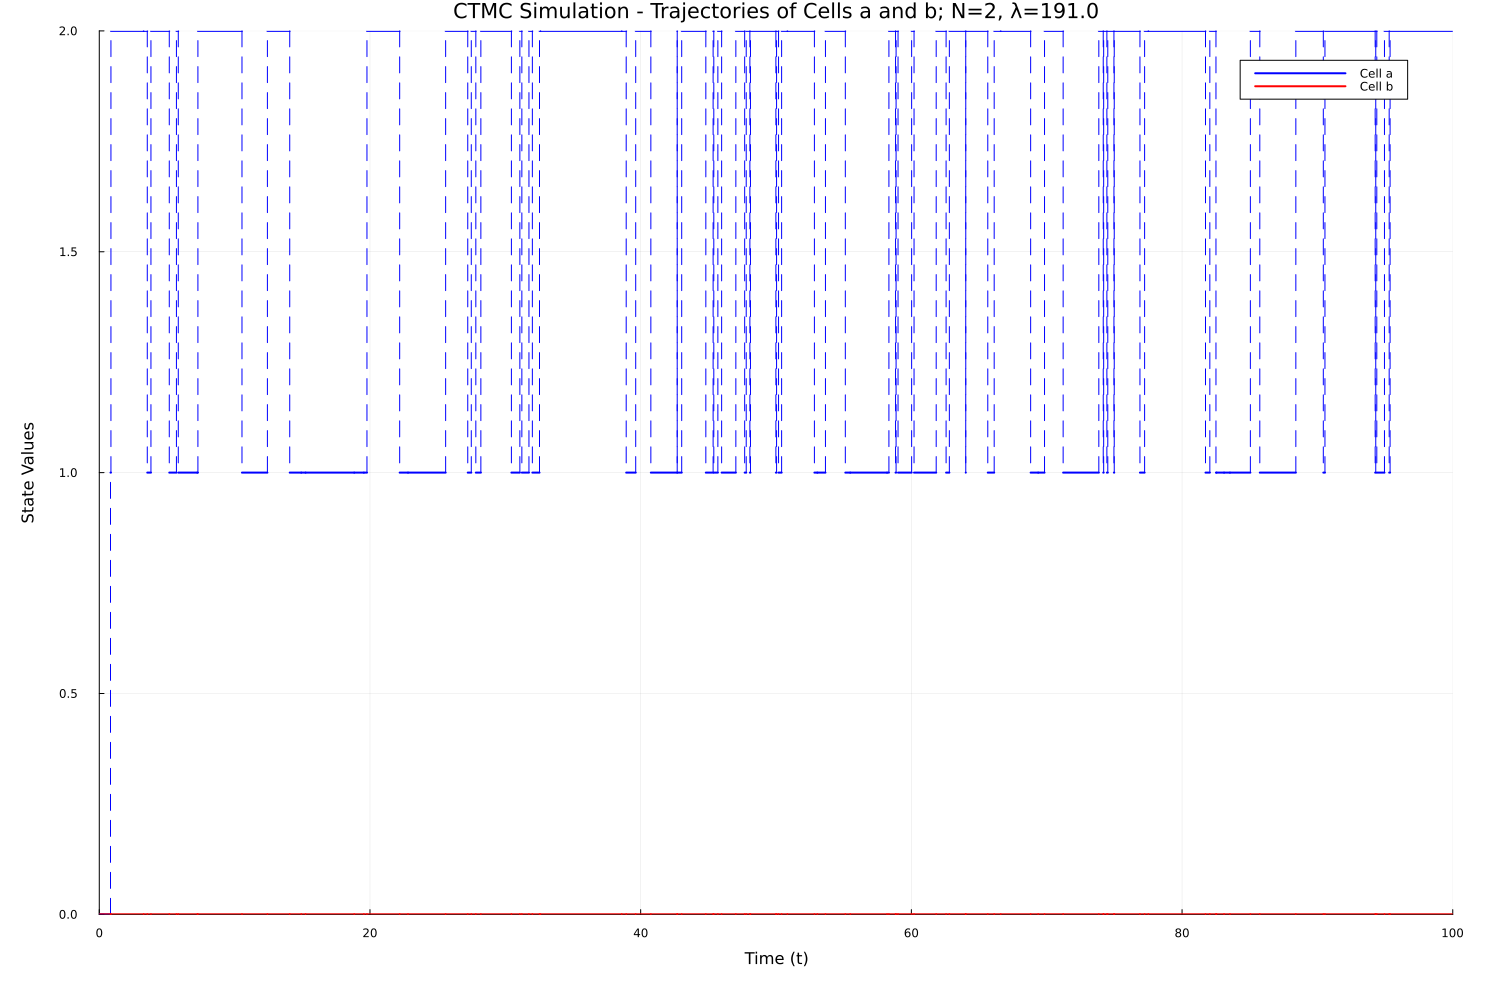 CTMC Simulation - Trajectories of Cells a and b; N=2, λ=191.0
2.0
Cell a
Cell b
1.5
1.0
State Values
0.5
0.0
0 20 40 60 80 100
Time (t)